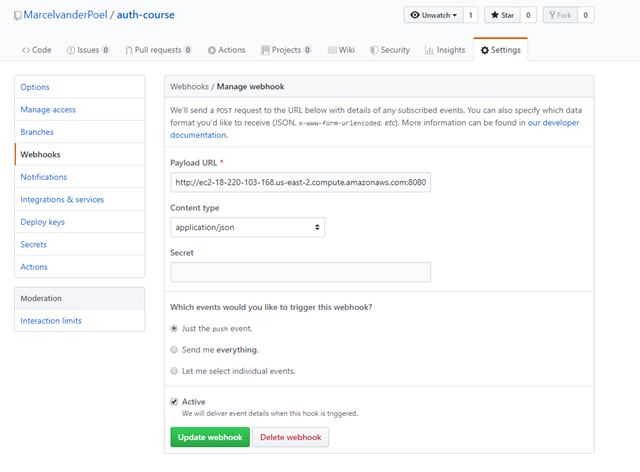 MarcelvanderPoel / auth-course
Unwatch 1 Star 0 Fork 0
Code Issues 0 Pull requests 0 Actions Projects 0 Wiki Security Insights Settings
Options
Manage access
Branches
Webhooks
Notifications
Integrations & services
Deploy keys
Secrets
Actions
Moderation
Interaction limits
Webhooks / Manage webhook
We'll send a POST request to the URL below with details of any subscribed events. You can also specify which data
format you'd like to receive (JSON, x-www-form-urlencoded, etc). More information can be found in our developer
documentation.
Payload URL *
http://ec2-18-220-103-168.us-east-2.compute.amazonaws.com:8080
Content type
application/json
Secret
Which events would you like to trigger this webhook?
Just the push event.
Send me everything.
Let me select individual events.
Active
We will deliver event details when this hook is triggered.
Update webhook Delete webhook